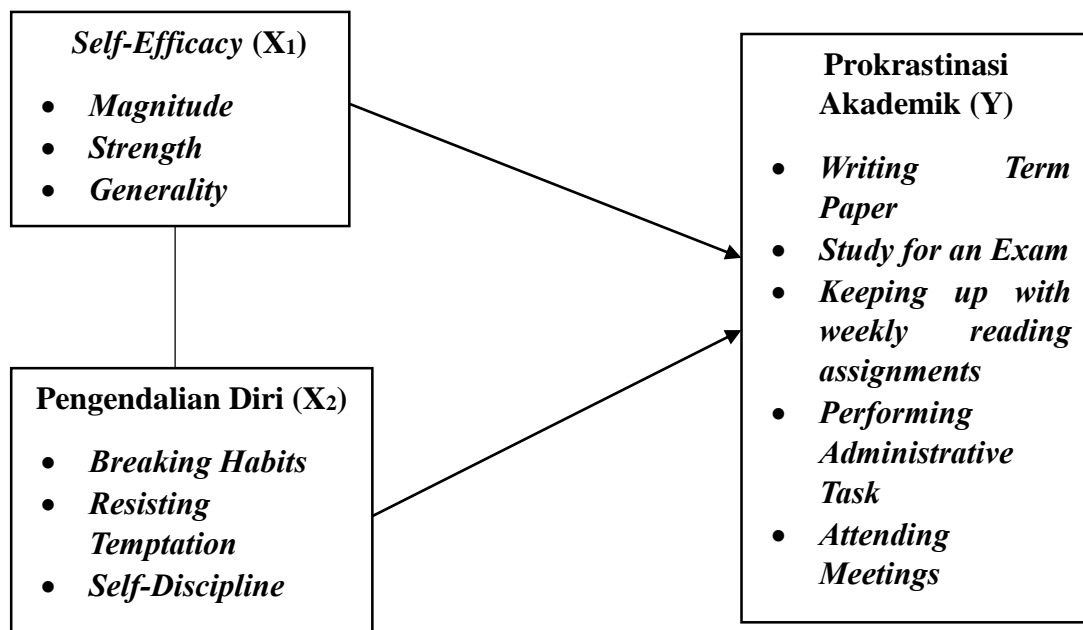 Self-Efficacy (X1)
• Magnitude
• Strength
• Generality
Pengendalian Diri (X2)
• Breaking Habits
• Resisting
Temptation
• Self-Discipline
Prokrastinasi
Akademik (Y)
• Writing Term
Paper
• Study for an Exam
• Keeping up with
weekly reading
assignments
• Performing
Administrative
Task
• Attending
Meetings